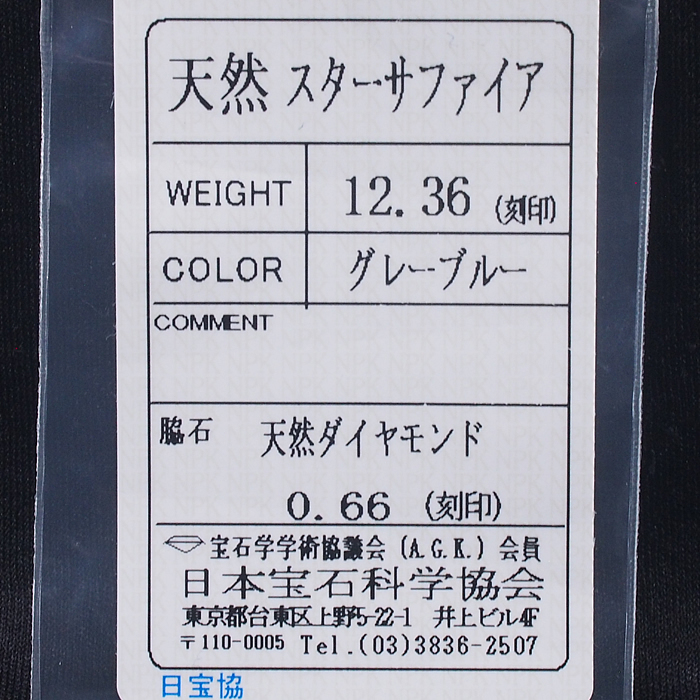 天然 スターサファイア
WEIGHT 12.36 (刻印)
COLOR グレーブルー
COMMENT
脇石 天然ダイヤモンド
0.66 (刻印)
宝石学学術協議会 (A.G.K.) 会員
日本宝石科学協会
東京都台東区上野5-22-1 井上ビル4F
〒110-0005 Tel.(03)3836-2507
日宝協